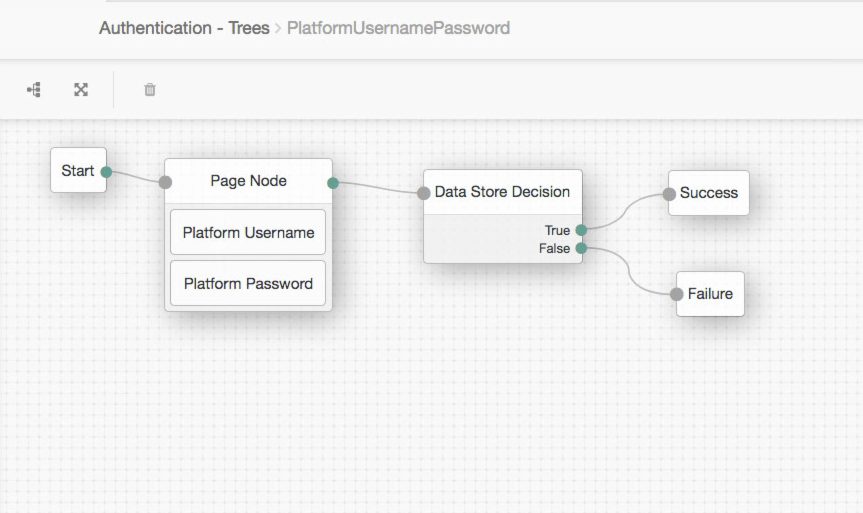 Authentication - Trees > PlatformUsernamePassword
Start
Page Node
Platform Username
Platform Password
Data Store Decision
True
False
Success
Failure